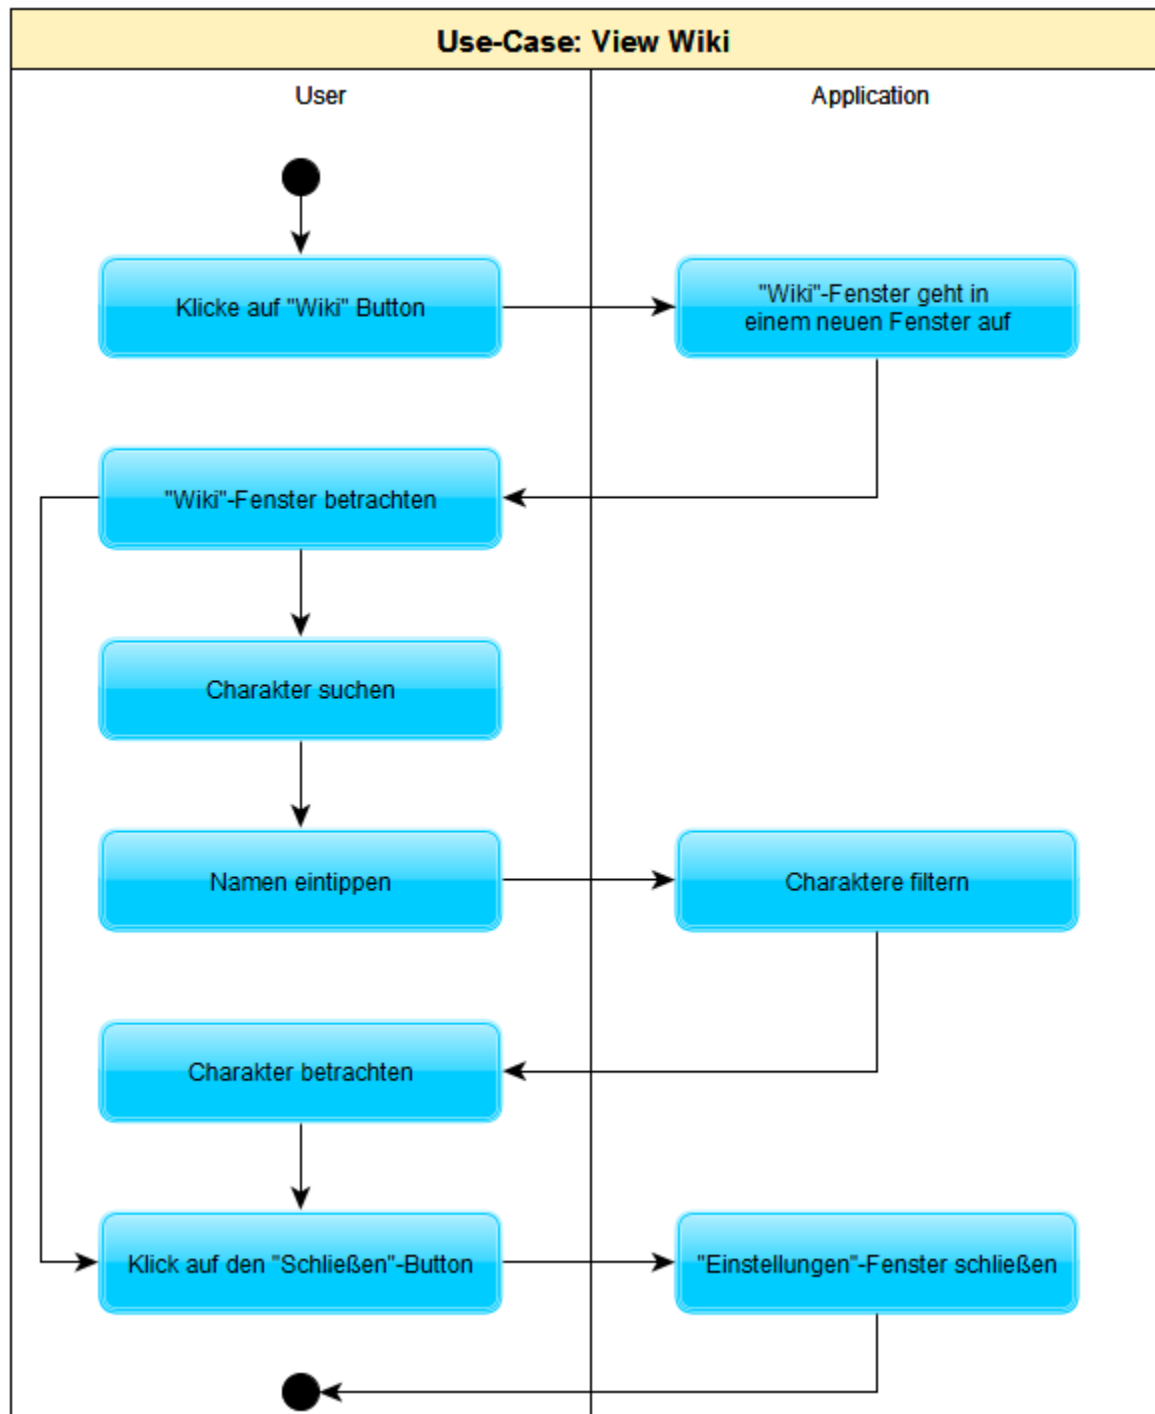 Use-Case: View Wiki
User
Application
Klicke auf "Wiki" Button
"Wiki"-Fenster geht in
einem neuen Fenster auf
"Wiki"-Fenster betrachten
Charakter suchen
Namen eintippen
Charaktere filtern
Charakter betrachten
Klick auf den "Schließen"-Button
"Einstellungen"-Fenster schließen